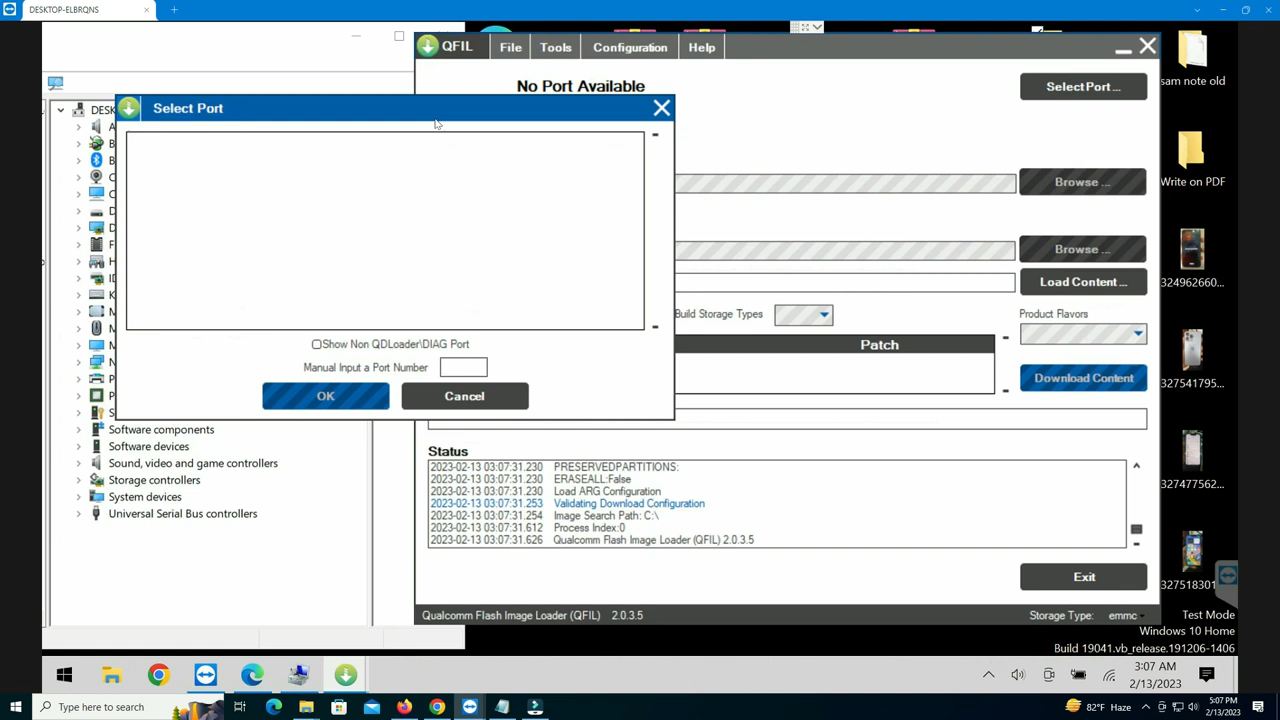 DESKTOP-ELBRQNS
QFIL
File
Tools
Configuration
Help
No Port Available
Select Port ...
sam note old
Select Port
DESK
A
B
B
C
C
D
D
F
H
ID
K
M
M
M
N
P
P
S
Browse ...
Write on PDF
Browse ...
Load Content ...
324962660...
Build Storage Types
Product Flavors
Show Non QDLoader\DIAG Port
Patch
Manual Input a Port Number
OK
Cancel
Download Content
327541795...
Software components
Software devices
Sound, video and game controllers
Storage controllers
System devices
Universal Serial Bus controllers
Status
2023-02-13 03:07:31.230 PRESERVEDPARTITIONS:
2023-02-13 03:07:31.230 ERASEALL:False
2023-02-13 03:07:31.230 Load ARG Configuration
2023-02-13 03:07:31.253 Validating Download Configuration
2023-02-13 03:07:31.254 Image Search Path: C:\
2023-02-13 03:07:31.612 Process Index:0
2023-02-13 03:07:31.626 Qualcomm Flash Image Loader (QFIL) 2.0.3.5
327477562...
Exit
327518301...
Qualcomm Flash Image Loader (QFIL) 2.0.3.5
Storage Type: emmc
Test Mode
Windows 10 Home
Build 19041.vb_release.191206-1406
3:07 AM
2/13/2023
Type here to search
82°F Haze
5:07 PM
2/13/2023